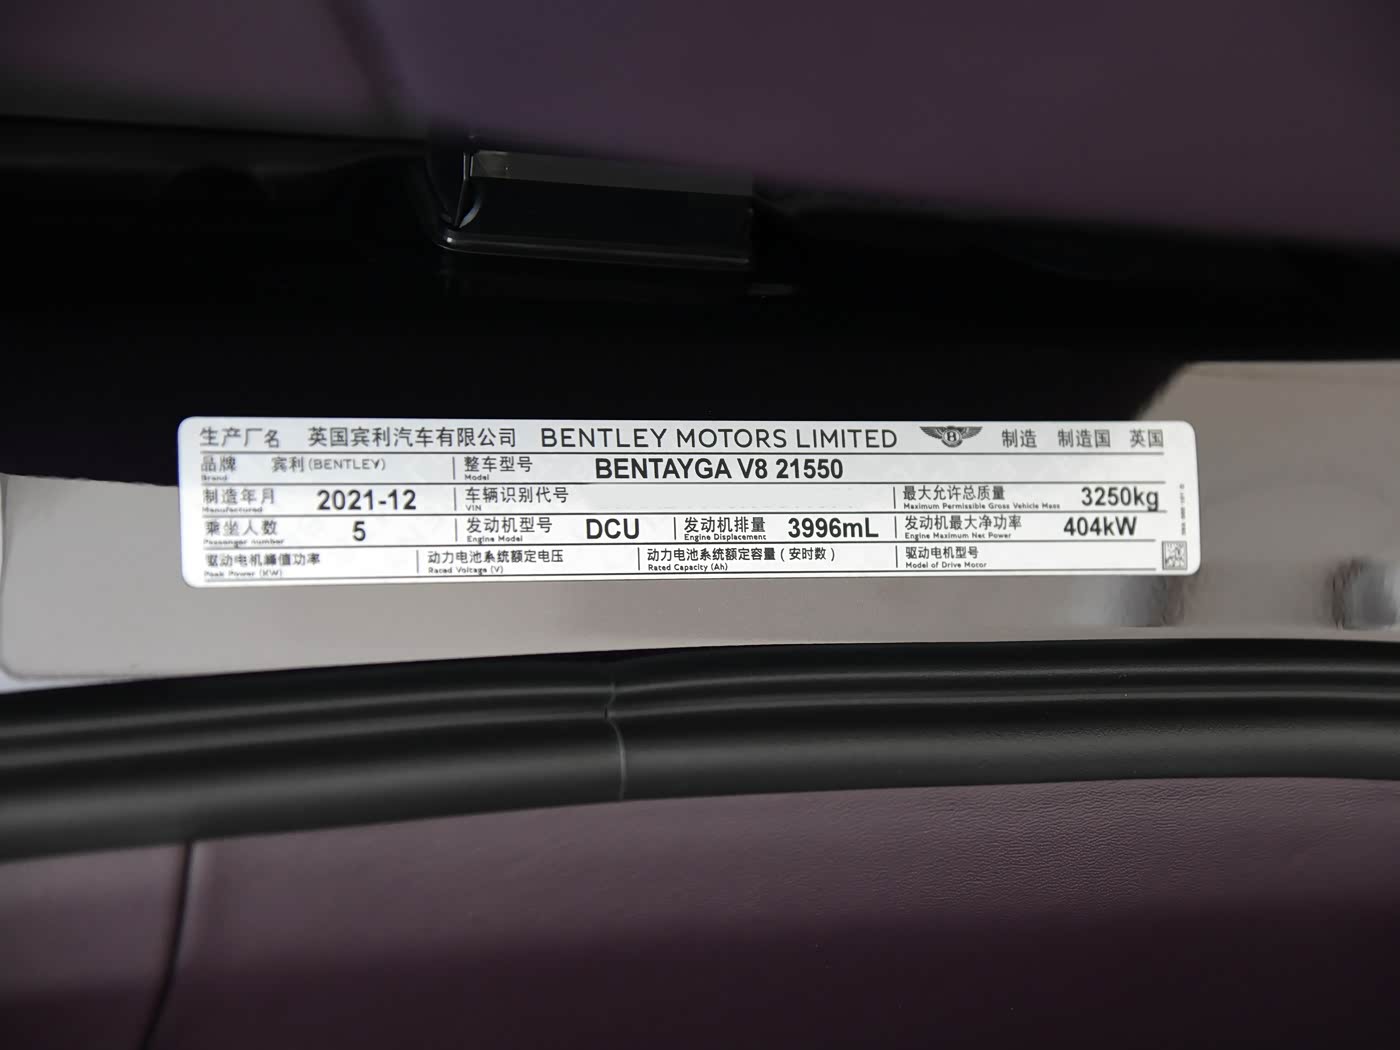 生产厂名 英国宾利汽车有限公司 BENTLEY MOTORS LIMITED B 制造 制造国 英国
品牌 宾利(BENTLEY) 整车型号 BENTAYGA V8 21550
Brand Model
制造年月 2021-12 车辆识别代号 最大允许总质量 3250kg
Manufactured VIN Maximum Permissible Gross Vehicle Mass
乘坐人数 5 发动机型号 DCU 发动机排量 3996mL 发动机最大净功率 404kW
Passenger number Engine Model Engine Displacement Engine Maximum Net Power
驱动电机峰值功率 动力电池系统额定电压 动力电池系统额定容量(安时数) 驱动电机型号
Peak Power (KW) Rated Voltage (V) Rated Capacity (Ah) Model of Drive Motor